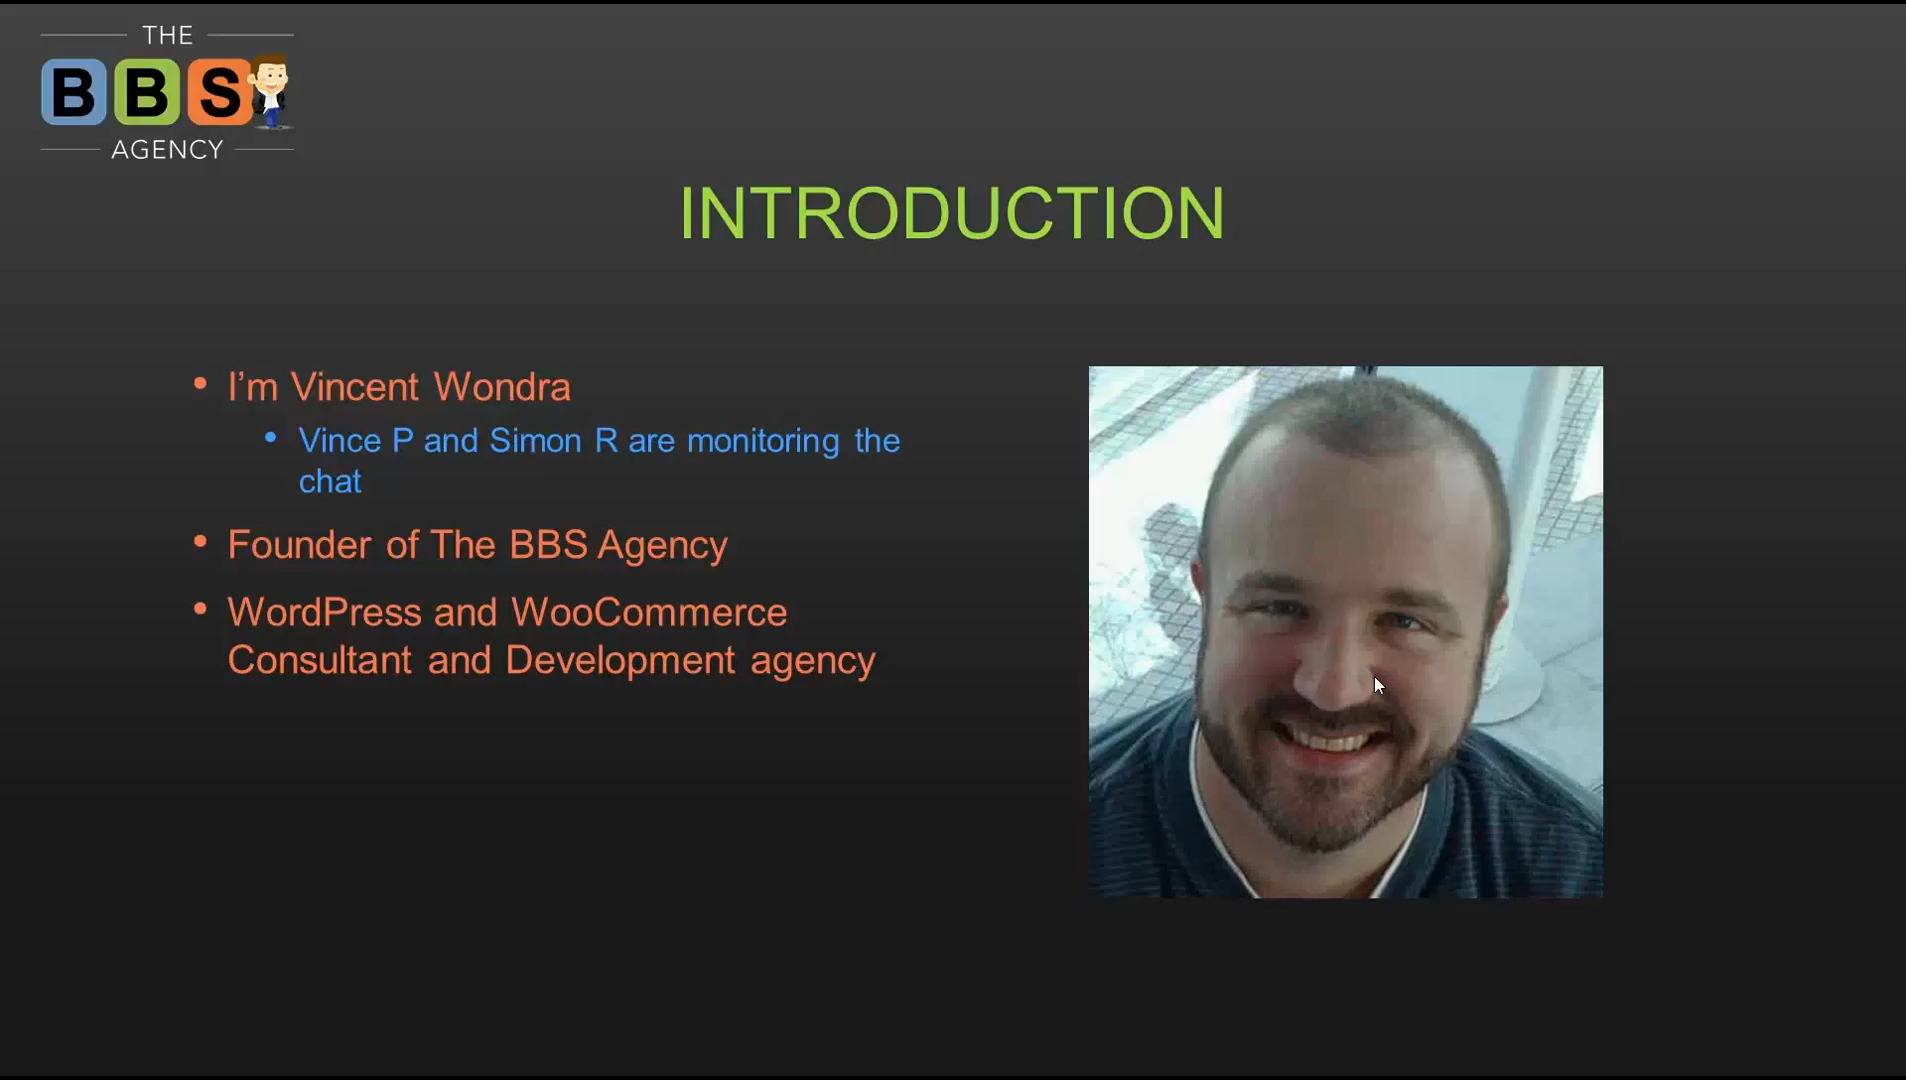 THE
BBS
AGENCY
INTRODUCTION
• I’m Vincent Wondra
• Vince P and Simon R are monitoring the
chat
• Founder of The BBS Agency
• WordPress and WooCommerce
Consultant and Development agency